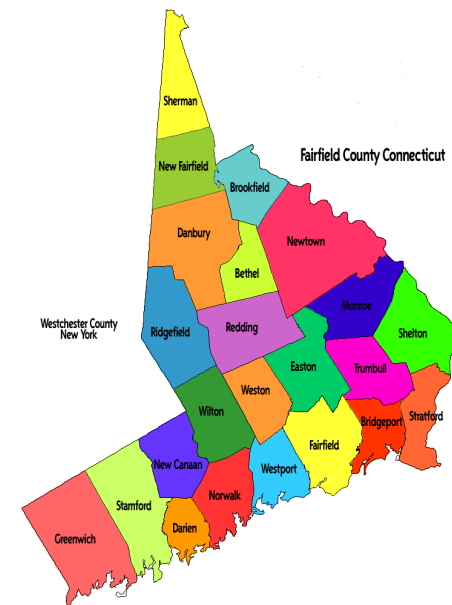 Sherman
New Fairfield
Fairfield County Connecticut
Brookfield
Danbury
Newtown
Bethel
Monroe
Westchester County
New York
Ridgefield
Redding
Shelton
Easton
Trumbull
Weston
Wilton
Stratford
Bridgeport
Fairfield
New Canaan
Westport
Norwalk
Stamford
Darien
Greenwich